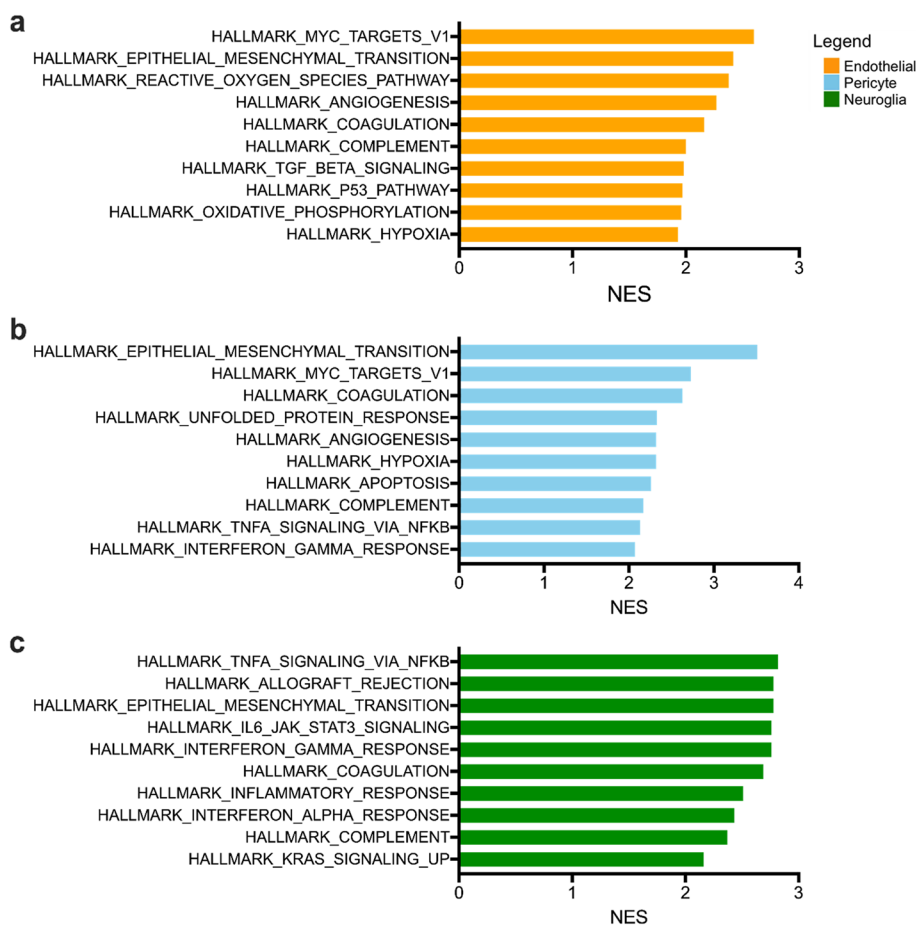 a
HALLMARK_MYC_TARGETS_V1
HALLMARK_EPITHELIAL_MESENCHYMAL_TRANSITION
HALLMARK_REACTIVE_OXYGEN_SPECIES_PATHWAY
HALLMARK_ANGIOGENESIS
HALLMARK_COAGULATION
HALLMARK_COMPLEMENT
HALLMARK_TGF_BETA_SIGNALING
HALLMARK_P53_PATHWAY
HALLMARK_OXIDATIVE_PHOSPHORYLATION
HALLMARK_HYPOXIA
0 1 2 3
NES
Legend
Endothelial
Pericyte
Neuroglia
b
HALLMARK_EPITHELIAL_MESENCHYMAL_TRANSITION
HALLMARK_MYC_TARGETS_V1
HALLMARK_COAGULATION
HALLMARK_UNFOLDED_PROTEIN_RESPONSE
HALLMARK_ANGIOGENESIS
HALLMARK_HYPOXIA
HALLMARK_APOPTOSIS
HALLMARK_COMPLEMENT
HALLMARK_TNFA_SIGNALING_VIA_NFKB
HALLMARK_INTERFERON_GAMMA_RESPONSE
0 1 2 3 4
NES
c
HALLMARK_TNFA_SIGNALING_VIA_NFKB
HALLMARK_ALLOGRAFT_REJECTION
HALLMARK_EPITHELIAL_MESENCHYMAL_TRANSITION
HALLMARK_IL6_JAK_STAT3_SIGNALING
HALLMARK_INTERFERON_GAMMA_RESPONSE
HALLMARK_COAGULATION
HALLMARK_INFLAMMATORY_RESPONSE
HALLMARK_INTERFERON_ALPHA_RESPONSE
HALLMARK_COMPLEMENT
HALLMARK_KRAS_SIGNALING_UP
0 1 2 3
NES